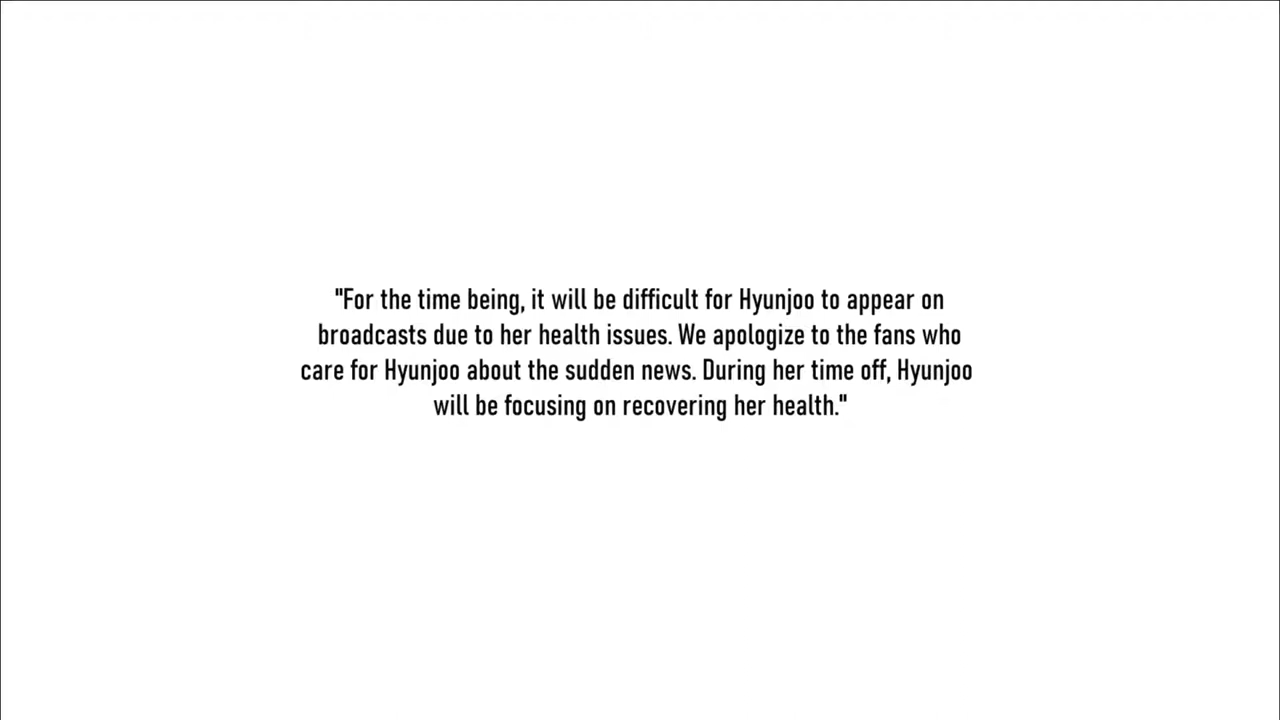 "For the time being, it will be difficult for Hyunjoo to appear on
broadcasts due to her health issues. We apologize to the fans who
care for Hyunjoo about the sudden news. During her time off, Hyunjoo
will be focusing on recovering her health."